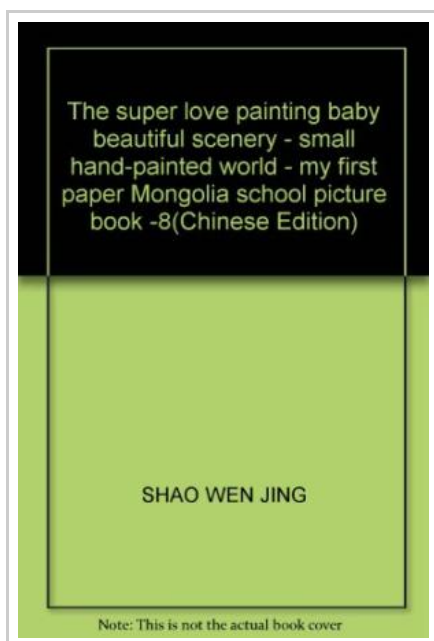 The super love painting baby
beautiful scenery - small
hand-painted world - my first
paper Mongolia school picture
book -8(Chinese Edition)
SHAO WEN JING
Note: This is not the actual book cover